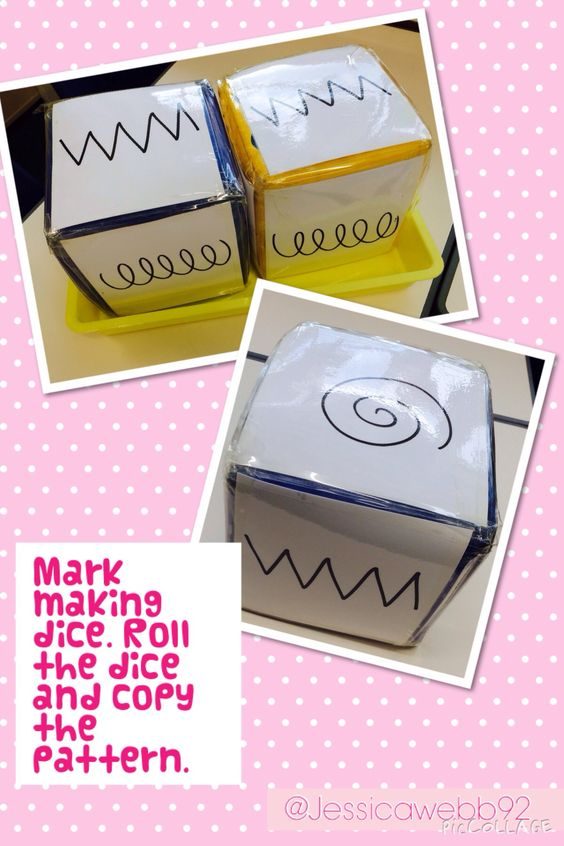 Mark
making
dice. Roll
the dice
and copy
the
pattern.
@Jessicawebb92
PicCOLLAGE